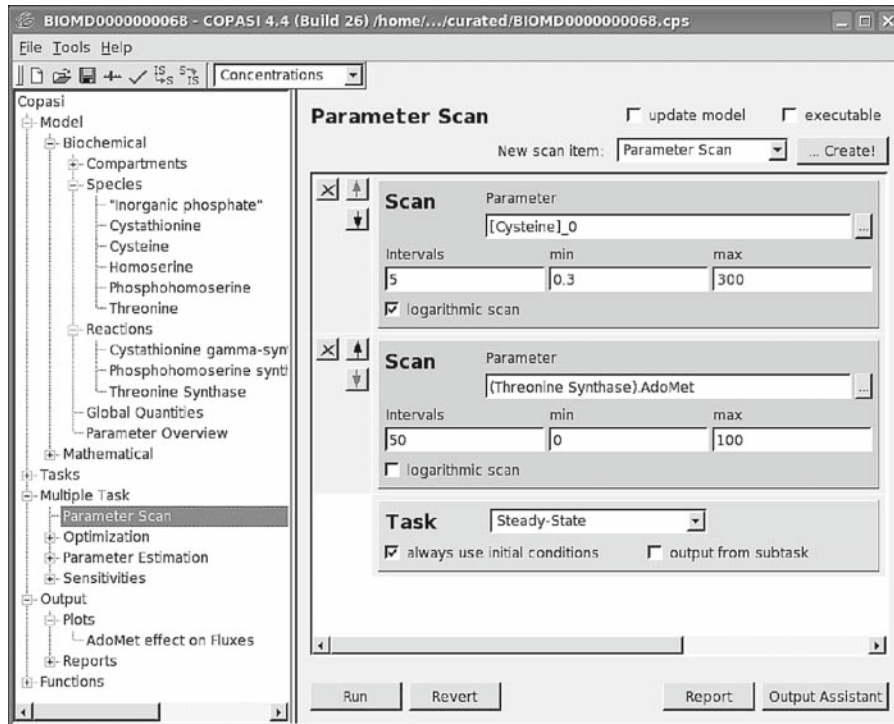 BIOMD0000000068 - COPASI 4.4 (Build 26) /home/.../curated/BIOMD0000000068.cps
File Tools Help
Concentrations
Copasi
Model
Biochemical
Compartments
Species
"Inorganic phosphate"
Cystathionine
Cysteine
Homoserine
Phosphohomoserine
Threonine
Reactions
Cystathionine gamma-syn
Phosphohomoserine synt
Threonine Synthase
Global Quantities
Parameter Overview
Mathematical
Tasks
Multiple Task
Parameter Scan
Optimization
Parameter Estimation
Sensitivities
Output
Plots
AdoMet effect on Fluxes
Reports
Functions
Parameter Scan update model executable
New scan item: Parameter Scan ... Create!
Scan Parameter
[Cysteine]_0 ...
Intervals min max
5 0.3 300
logarithmic scan
Scan Parameter
(Threonine Synthase).AdoMet ...
Intervals min max
50 0 100
logarithmic scan
Task Steady-State
always use initial conditions output from subtask
Run Revert Report Output Assistant